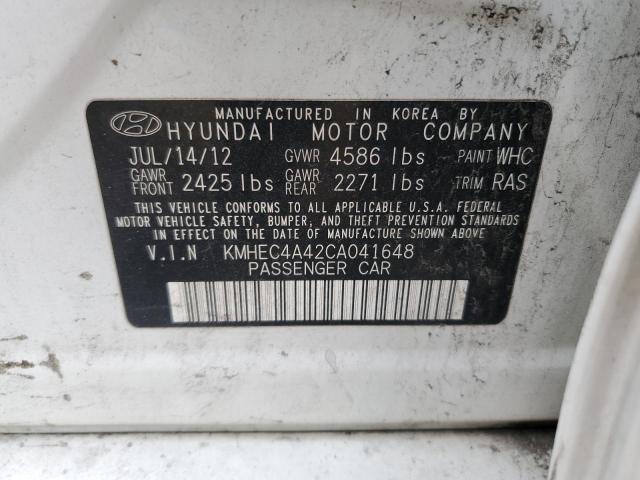 MANUFACTURED IN KOREA BY
HYUNDAI MOTOR COMPANY
JUL/14/12 GVWR 4586 lbs PAINT WHC
GAWR FRONT 2425 lbs GAWR REAR 2271 lbs TRIM RAS
THIS VEHICLE CONFORMS TO ALL APPLICABLE U.S.A. FEDERAL
MOTOR VEHICLE SAFETY, BUMPER, AND THEFT PREVENTION STANDARDS
IN EFFECT ON THE DATE OF MANUFACTURE SHOWN ABOVE
V.I.N KMHEC4A42CA041648
PASSENGER CAR